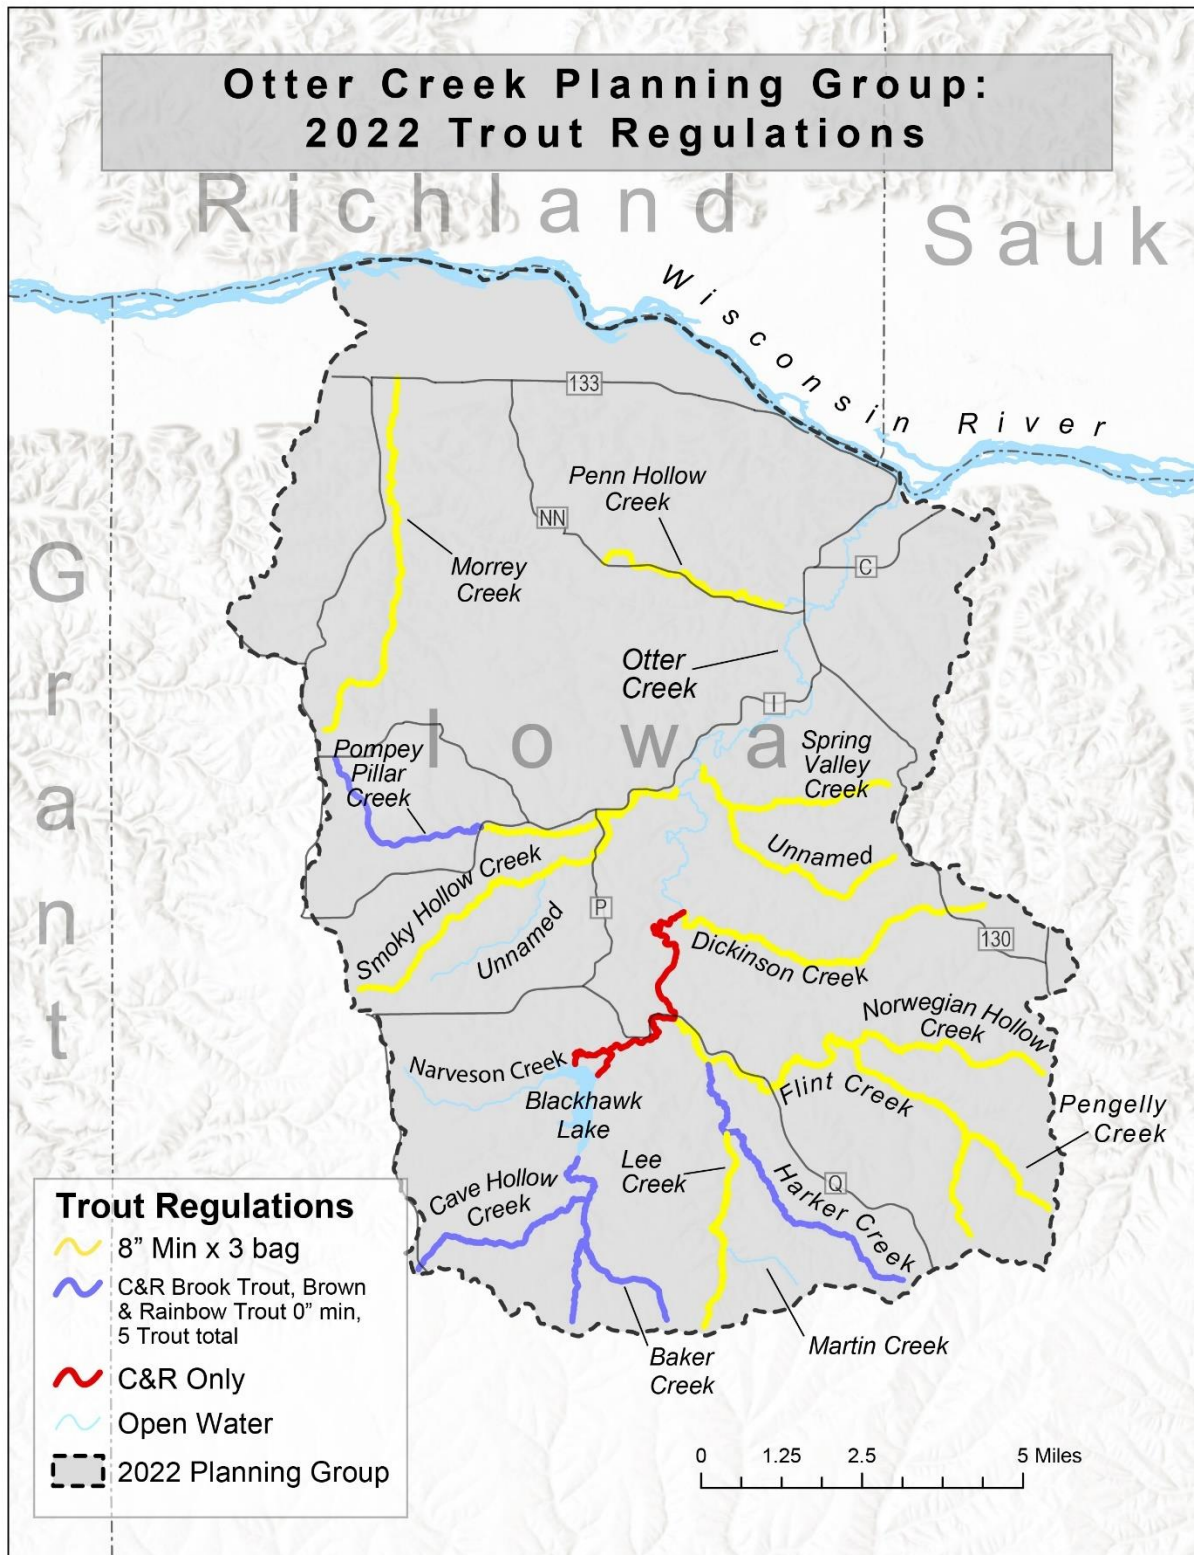 Otter Creek Planning Group:
2022 Trout Regulations
Richland
Sauk
Wisconsin River
133
Penn Hollow
Creek
NN
C
Morrey
Creek
Grant
Otter
Creek
I
Iowa
Spring
Valley
Creek
Pompey
Pillar
Creek
Unnamed
Smoky Hollow Creek
P
Unnamed
Dickinson Creek
130
Norwegian Hollow
Creek
Narveson Creek
Flint Creek
Blackhawk
Lake
Pengelly
Creek
Lee
Creek
Harker Creek
Q
Cave Hollow
Creek
Martin Creek
Baker
Creek
Trout Regulations
8” Min x 3 bag
C&R Brook Trout, Brown
& Rainbow Trout 0” min,
5 Trout total
C&R Only
Open Water
2022 Planning Group
0 1.25 2.5 5 Miles